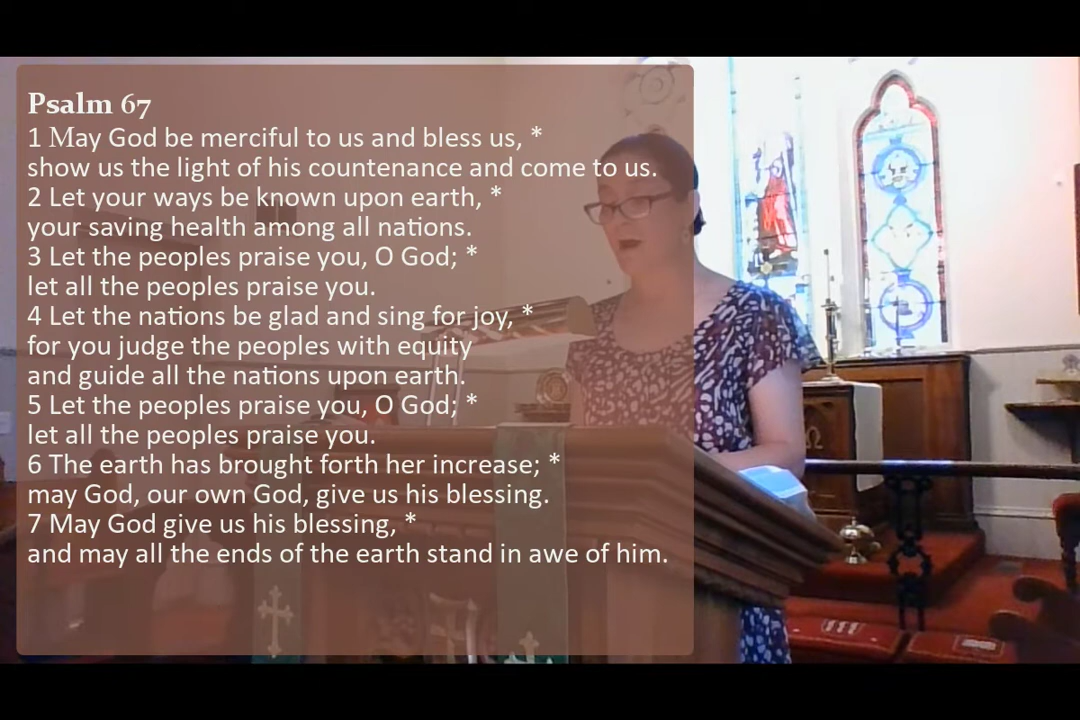 Psalm 67
1 May God be merciful to us and bless us, *
show us the light of his countenance and come to us.
2 Let your ways be known upon earth, *
your saving health among all nations.
3 Let the peoples praise you, O God; *
let all the peoples praise you.
4 Let the nations be glad and sing for joy, *
for you judge the peoples with equity
and guide all the nations upon earth.
5 Let the peoples praise you, O God; *
let all the peoples praise you.
6 The earth has brought forth her increase; *
may God, our own God, give us his blessing.
7 May God give us his blessing, *
and may all the ends of the earth stand in awe of him.